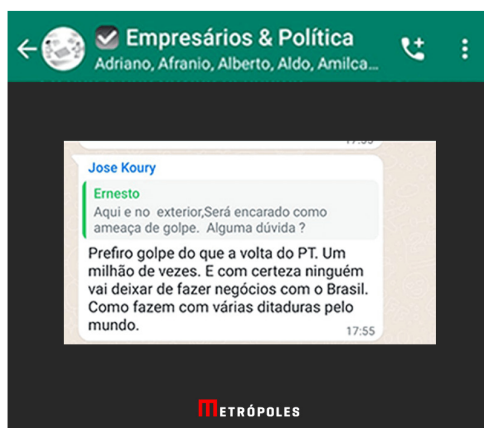 Empresários & Política
Adriano, Afranio, Alberto, Aldo, Amilca...
Jose Koury
Ernesto
Aqui e no exterior,Será encarado como
ameaça de golpe. Alguma dúvida ?
Prefiro golpe do que a volta do PT. Um
milhão de vezes. E com certeza ninguém
vai deixar de fazer negócios com o Brasil.
Como fazem com várias ditaduras pelo
mundo.
17:55
METRÓPOLES